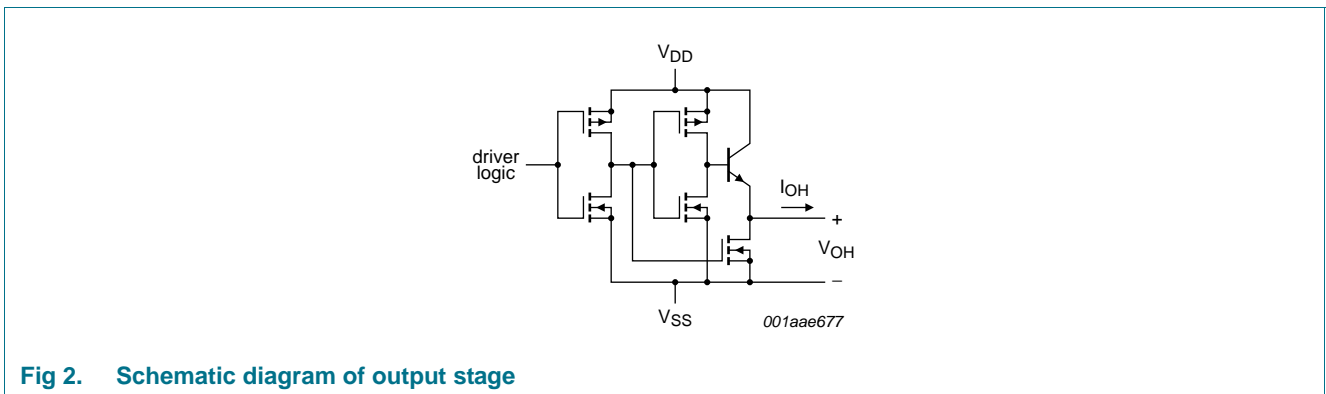 VDD
driver
logic
IOH
+
VOH
−
VSS
001aae677
Fig 2. Schematic diagram of output stage